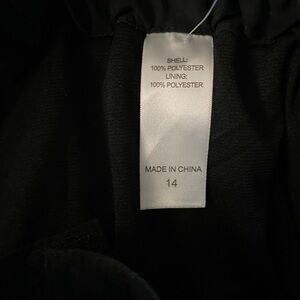 SHELL:
100% POLYESTER
LINING:
100% POLYESTER
MADE IN CHINA
14